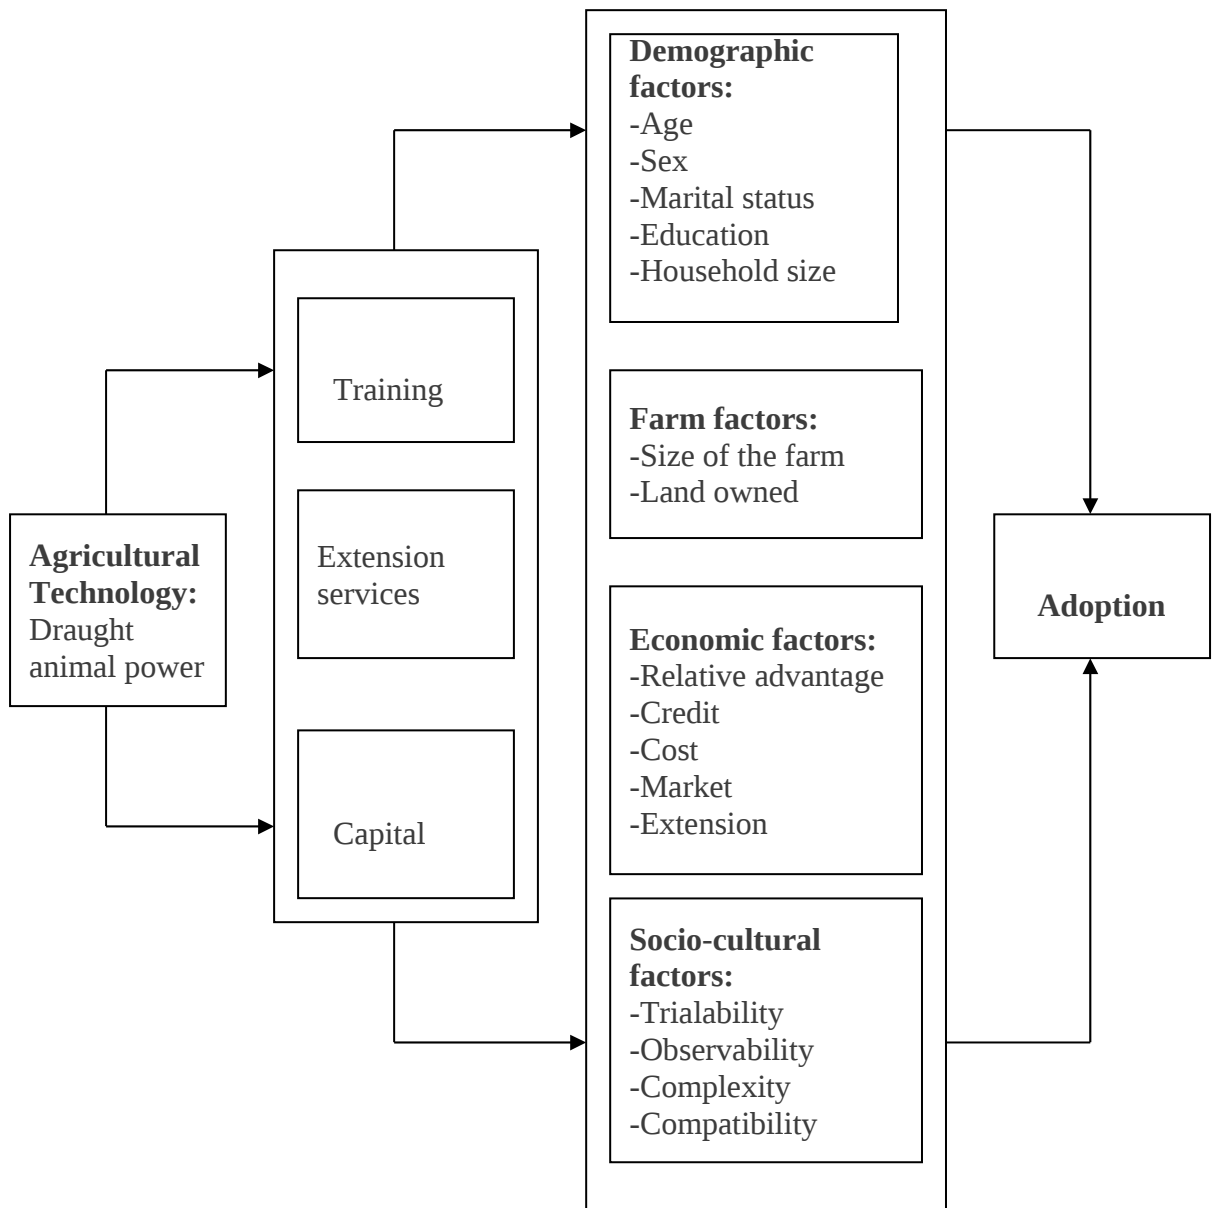 Agricultural
Technology:
Draught
animal power
Training
Extension
services
Capital
Demographic
factors:
-Age
-Sex
-Marital status
-Education
-Household size
Farm factors:
-Size of the farm
-Land owned
Economic factors:
-Relative advantage
-Credit
-Cost
-Market
-Extension
Socio-cultural
factors:
-Trialability
-Observability
-Complexity
-Compatibility
Adoption